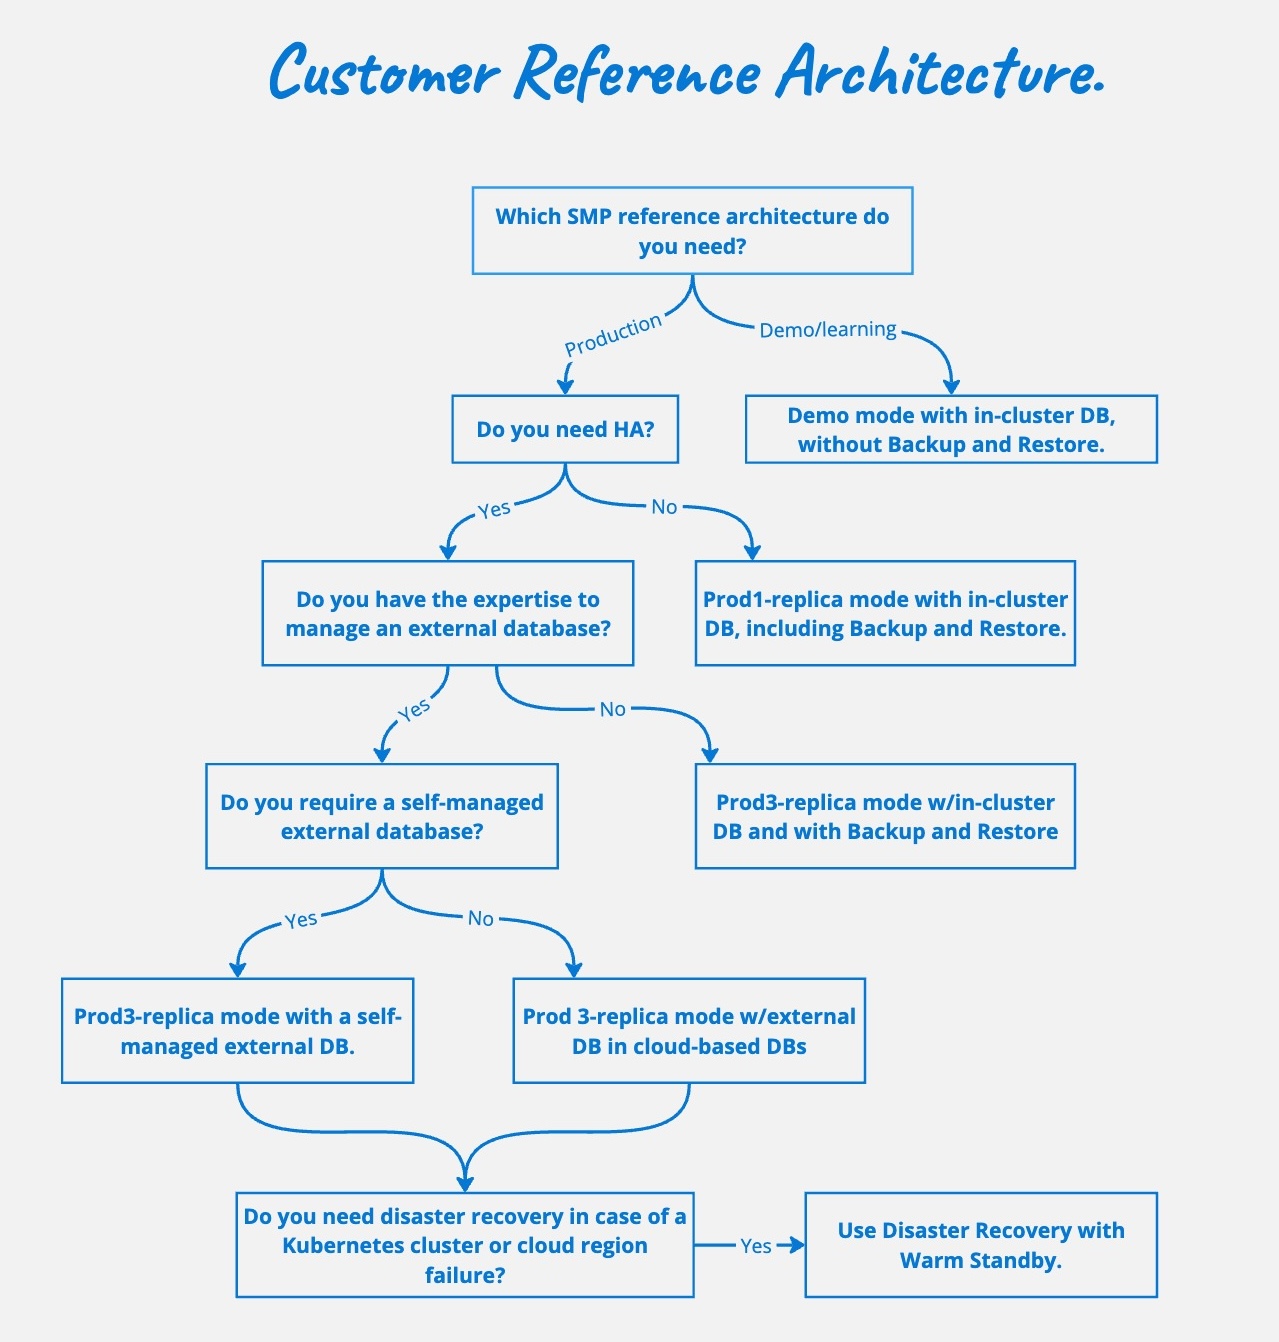 Customer Reference Architecture.
Which SMP reference architecture do
you need?
Production
Demo/learning
Do you need HA?
Demo mode with in-cluster DB,
without Backup and Restore.
Yes
No
Do you have the expertise to
manage an external database?
Prod1-replica mode with in-cluster
DB, including Backup and Restore.
Yes
No
Do you require a self-managed
external database?
Prod3-replica mode w/in-cluster
DB and with Backup and Restore
Yes
No
Prod3-replica mode with a self-
managed external DB.
Prod 3-replica mode w/external
DB in cloud-based DBs
Do you need disaster recovery in case of a
Kubernetes cluster or cloud region
failure?
Yes
Use Disaster Recovery with
Warm Standby.